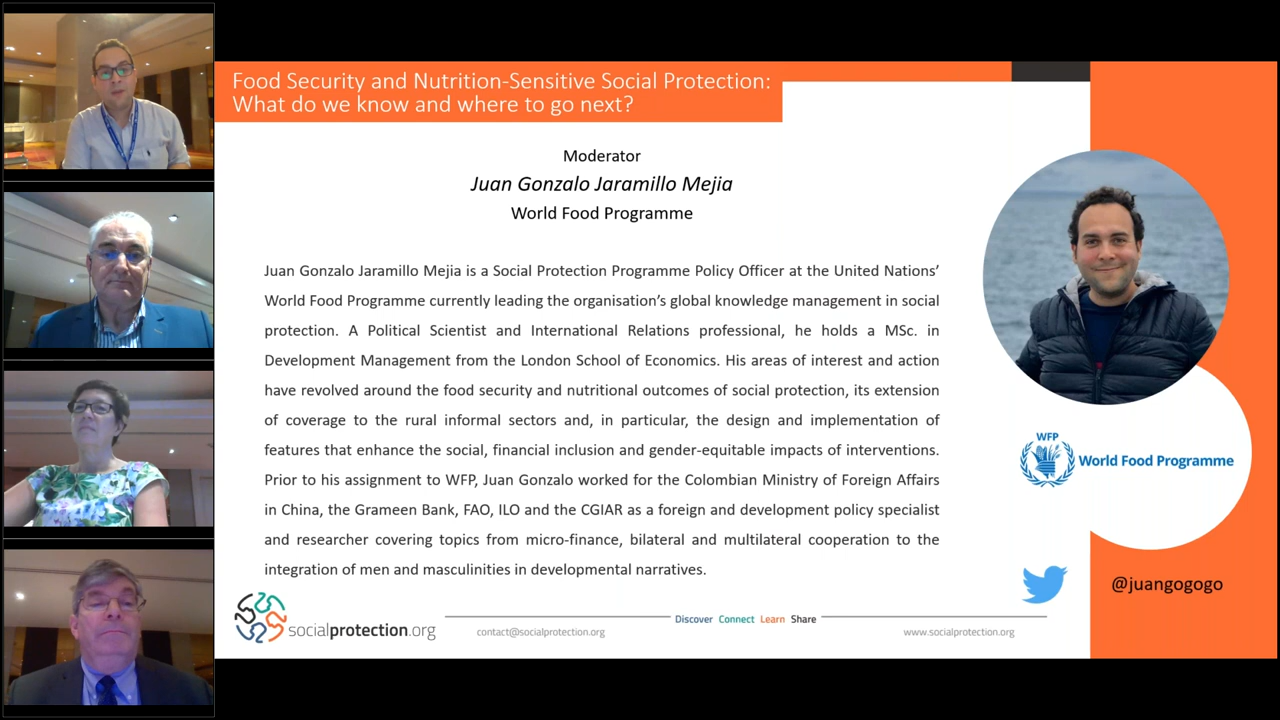 Food Security and Nutrition-Sensitive Social Protection:
What do we know and where to go next?
Moderator
Juan Gonzalo Jaramillo Mejia
World Food Programme
Juan Gonzalo Jaramillo Mejia is a Social Protection Programme Policy Officer at the United Nations’
World Food Programme currently leading the organisation’s global knowledge management in social
protection. A Political Scientist and International Relations professional, he holds a MSc. in
Development Management from the London School of Economics. His areas of interest and action
have revolved around the food security and nutritional outcomes of social protection, its extension
of coverage to the rural informal sectors and, in particular, the design and implementation of
features that enhance the social, financial inclusion and gender-equitable impacts of interventions.
Prior to his assignment to WFP, Juan Gonzalo worked for the Colombian Ministry of Foreign Affairs
in China, the Grameen Bank, FAO, ILO and the CGIAR as a foreign and development policy specialist
and researcher covering topics from micro-finance, bilateral and multilateral cooperation to the
integration of men and masculinities in developmental narratives.
WFP
World Food Programme
@juangogogo
socialprotection.org
Discover Connect Learn Share
contact@socialprotection.org
www.socialprotection.org